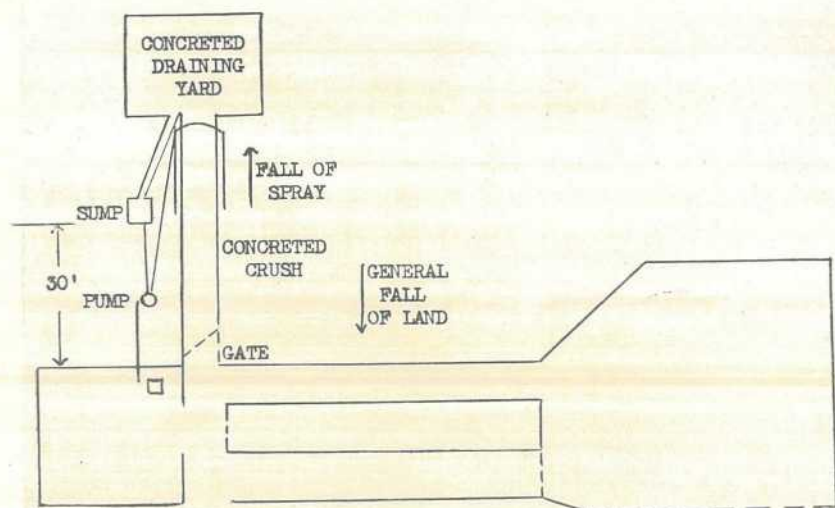 CONCRETED
DRAINING
YARD
FALL OF
SPRAY
SUMP
CONCRETED
CRUSH
GENERAL
FALL
OF LAND
30'
PUMP
GATE